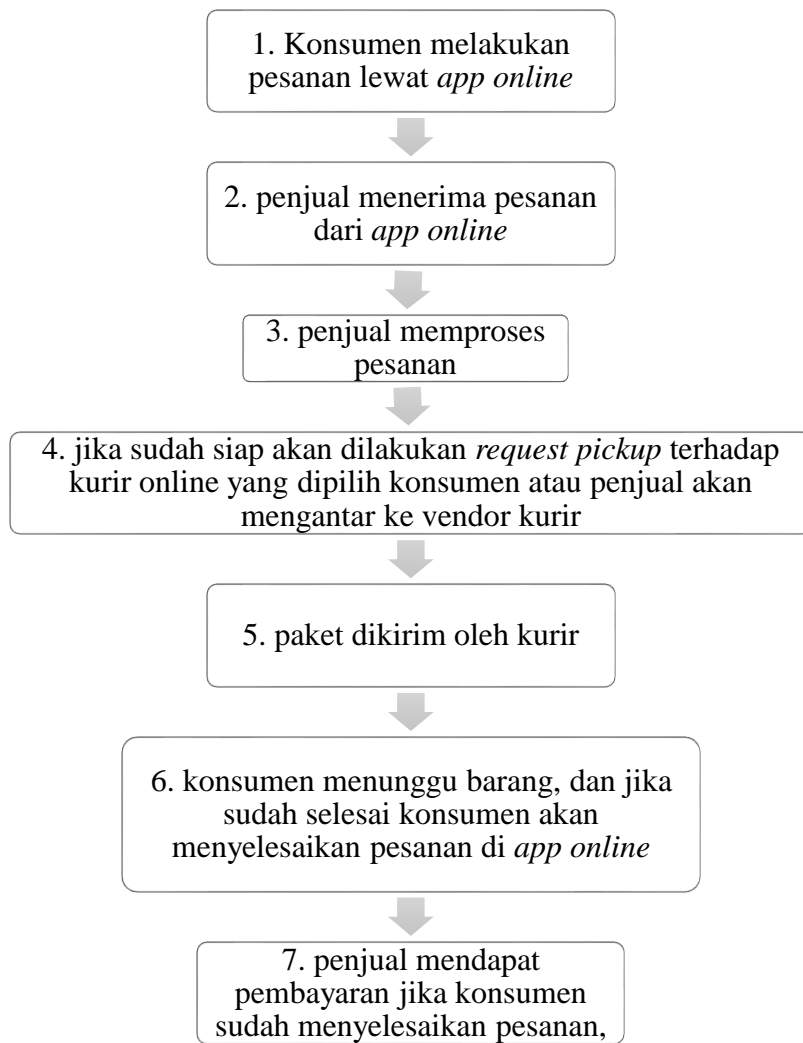 1. Konsumen melakukan
pesanan lewat app online
2. penjual menerima pesanan
dari app online
3. penjual memproses
pesanan
4. jika sudah siap akan dilakukan request pickup terhadap
kurir online yang dipilih konsumen atau penjual akan
mengantar ke vendor kurir
5. paket dikirim oleh kurir
6. konsumen menunggu barang, dan jika
sudah selesai konsumen akan
menyelesaikan pesanan di app online
7. penjual mendapat
pembayaran jika konsumen
sudah menyelesaikan pesanan,